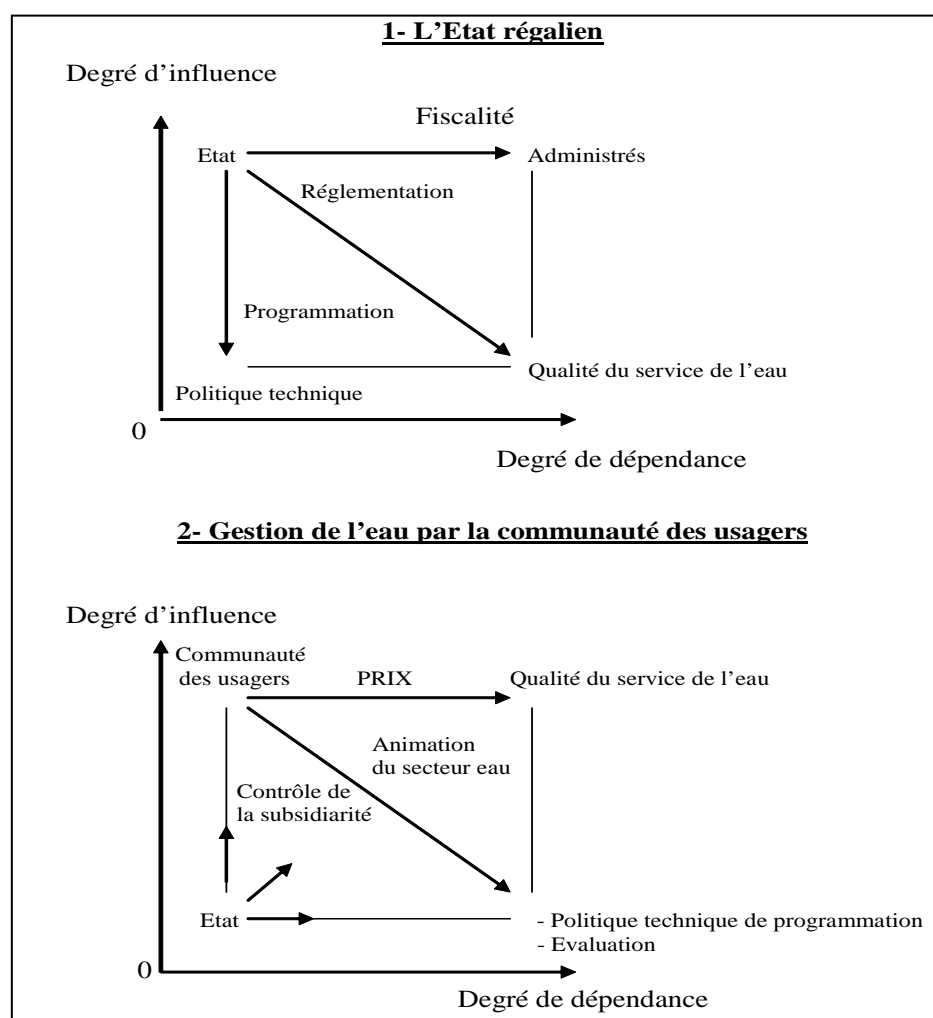 1- L'Etat régalien
Degré d'influence
Fiscalité
Etat
Administrés
Réglementation
Programmation
Qualité du service de l'eau
Politique technique
0
Degré de dépendance
2- Gestion de l'eau par la communauté des usagers
Degré d'influence
Communauté
des usagers
PRIX
Qualité du service de l'eau
Animation
du secteur eau
Contrôle de
la subsidiarité
Etat
- Politique technique de programmation
- Evaluation
0
Degré de dépendance